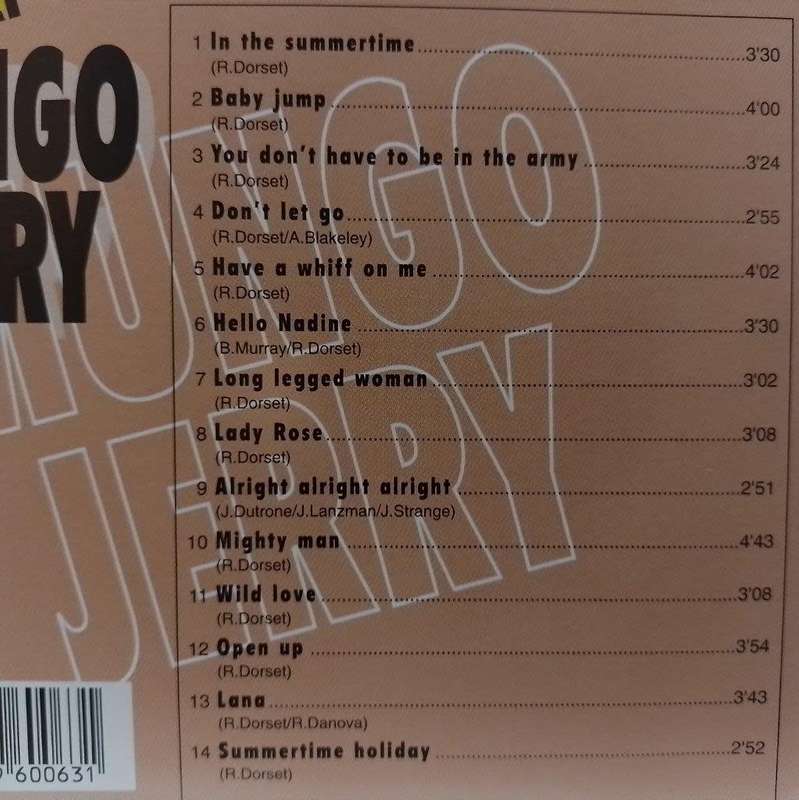 NGO
RY
MUNGO
JERRY
1 In the summertime 3'30
(R.Dorset)
2 Baby jump 4'00
(R.Dorset)
3 You don't have to be in the army 3'24
(R.Dorset)
4 Don't let go 2'55
(R.Dorset/A.Blakeley)
5 Have a whiff on me 4'02
(R.Dorset)
6 Hello Nadine 3'30
(B.Murray/R.Dorset)
7 Long legged woman 3'02
(R.Dorset)
8 Lady Rose 3'08
(R.Dorset)
9 Alright alright alright 2'51
(J.Dutrone/J.Lanzman/J.Strange)
10 Mighty man 4'43
(R.Dorset)
11 Wild love 3'08
(R.Dorset)
12 Open up 3'54
(R.Dorset)
13 Lana 3'43
(R.Dorset/R.Danova)
14 Summertime holiday 2'52
(R.Dorset)
600631